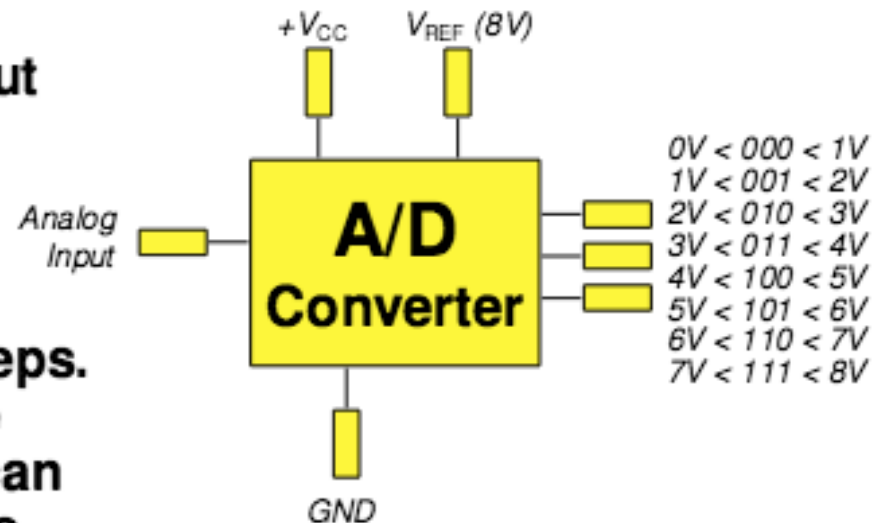 +VCC VREF (8V)
ut
0V < 000 < 1V
1V < 001 < 2V
Analog
Input
A/D
Converter
2V < 010 < 3V
3V < 011 < 4V
4V < 100 < 5V
5V < 101 < 6V
6V < 110 < 7V
7V < 111 < 8V
eps.
an
GND